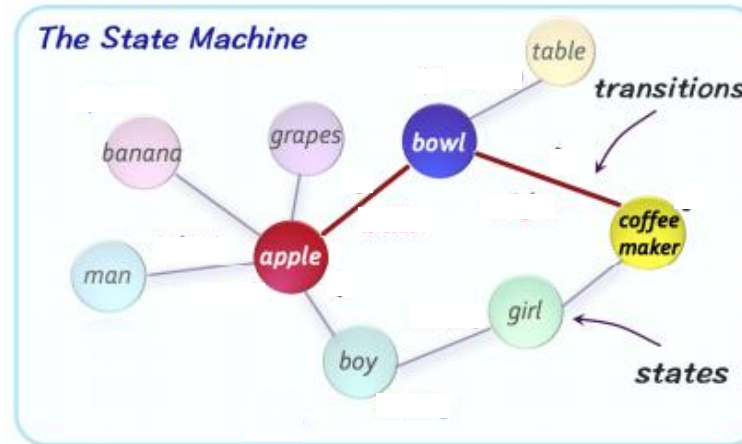 The State Machine
table
transitions
bowl
grapes
banana
coffee
maker
apple
man
girl
boy
states